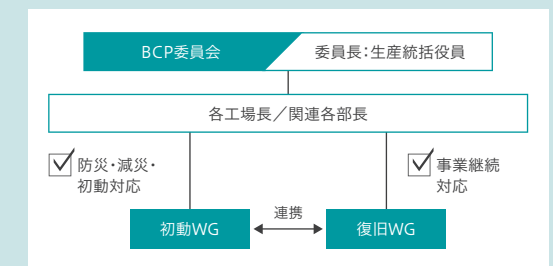 BCP委員会 委員長：生産統括役員
各工場長／関連各部長
防災・減災・
初動対応
事業継続
対応
連携
初動WG
復旧WG